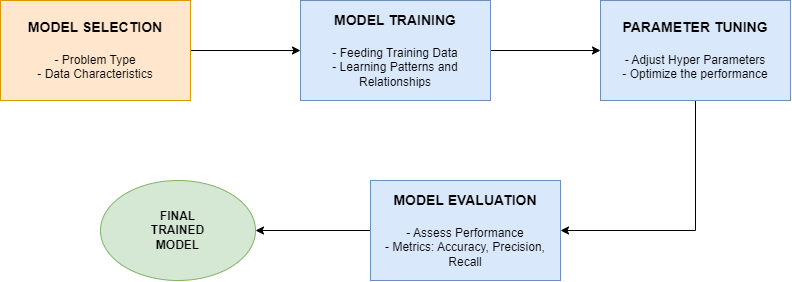 MODEL SELECTION
- Problem Type
- Data Characteristics
MODEL TRAINING
- Feeding Training Data
- Learning Patterns and
Relationships
PARAMETER TUNING
- Adjust Hyper Parameters
- Optimize the performance
MODEL EVALUATION
- Assess Performance
- Metrics: Accuracy, Precision,
Recall
FINAL
TRAINED
MODEL